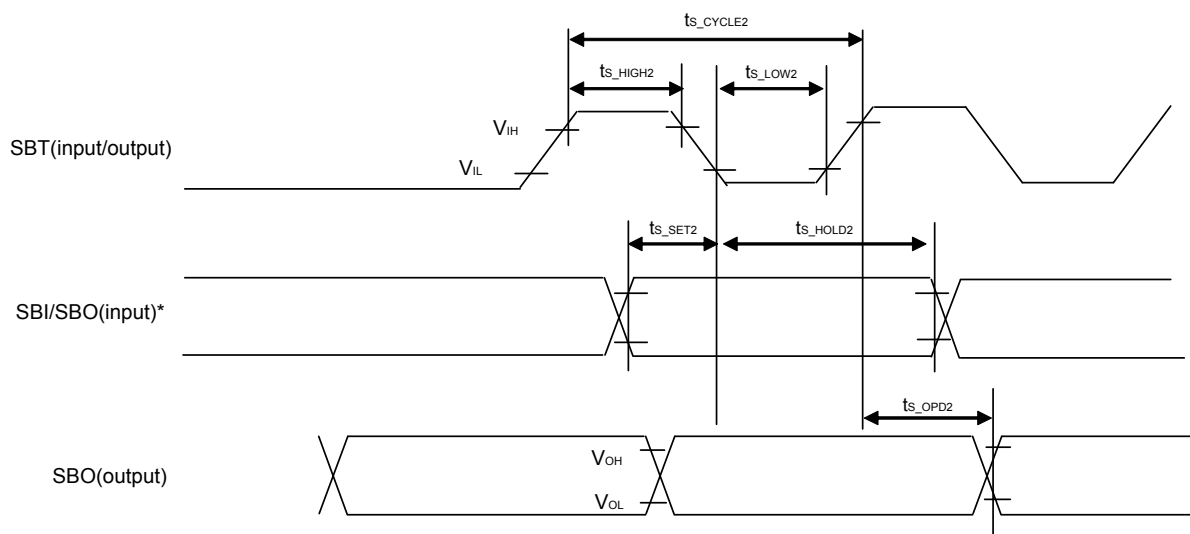 tS_CYCLE2
tS_HIGH2
tS_LOW2
VIH
SBT(input/output)
VIL
tS_SET2
tS_HOLD2
SBI/SBO(input)*
tS_OPD2
VOH
SBO(output)
VOL